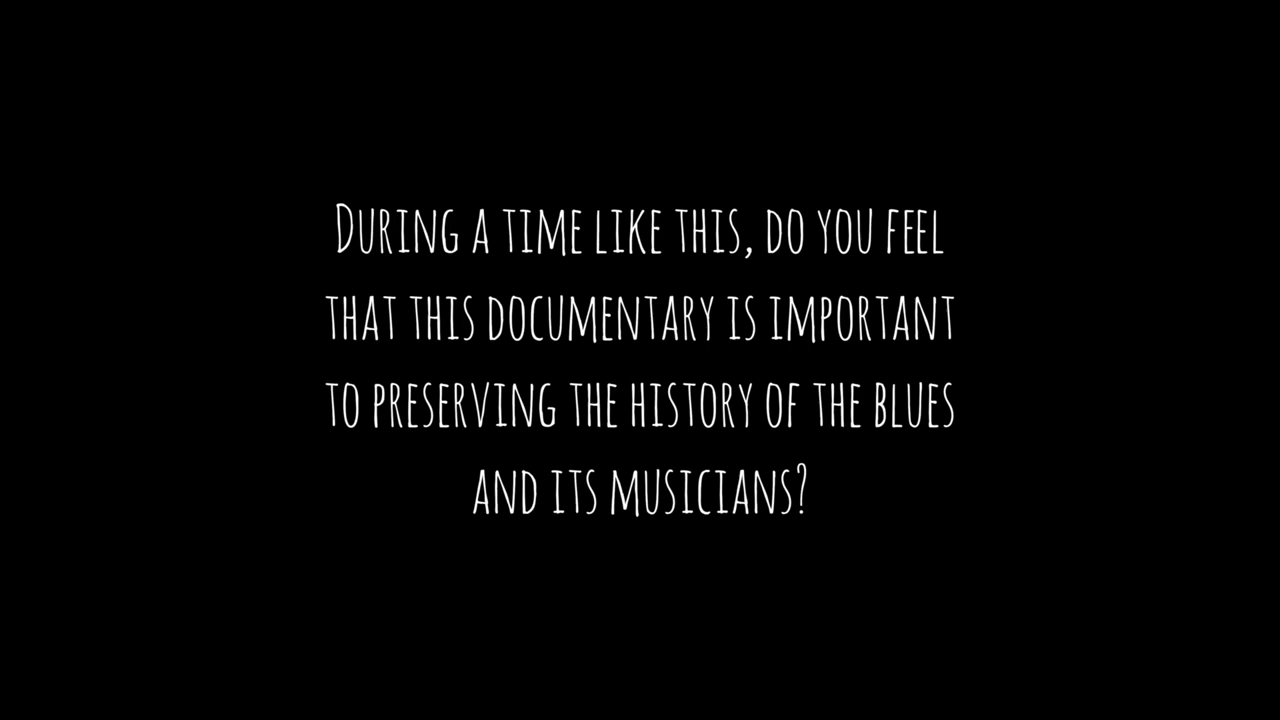 During a time like this, do you feel
that this documentary is important
to preserving the history of the blues
and its musicians?